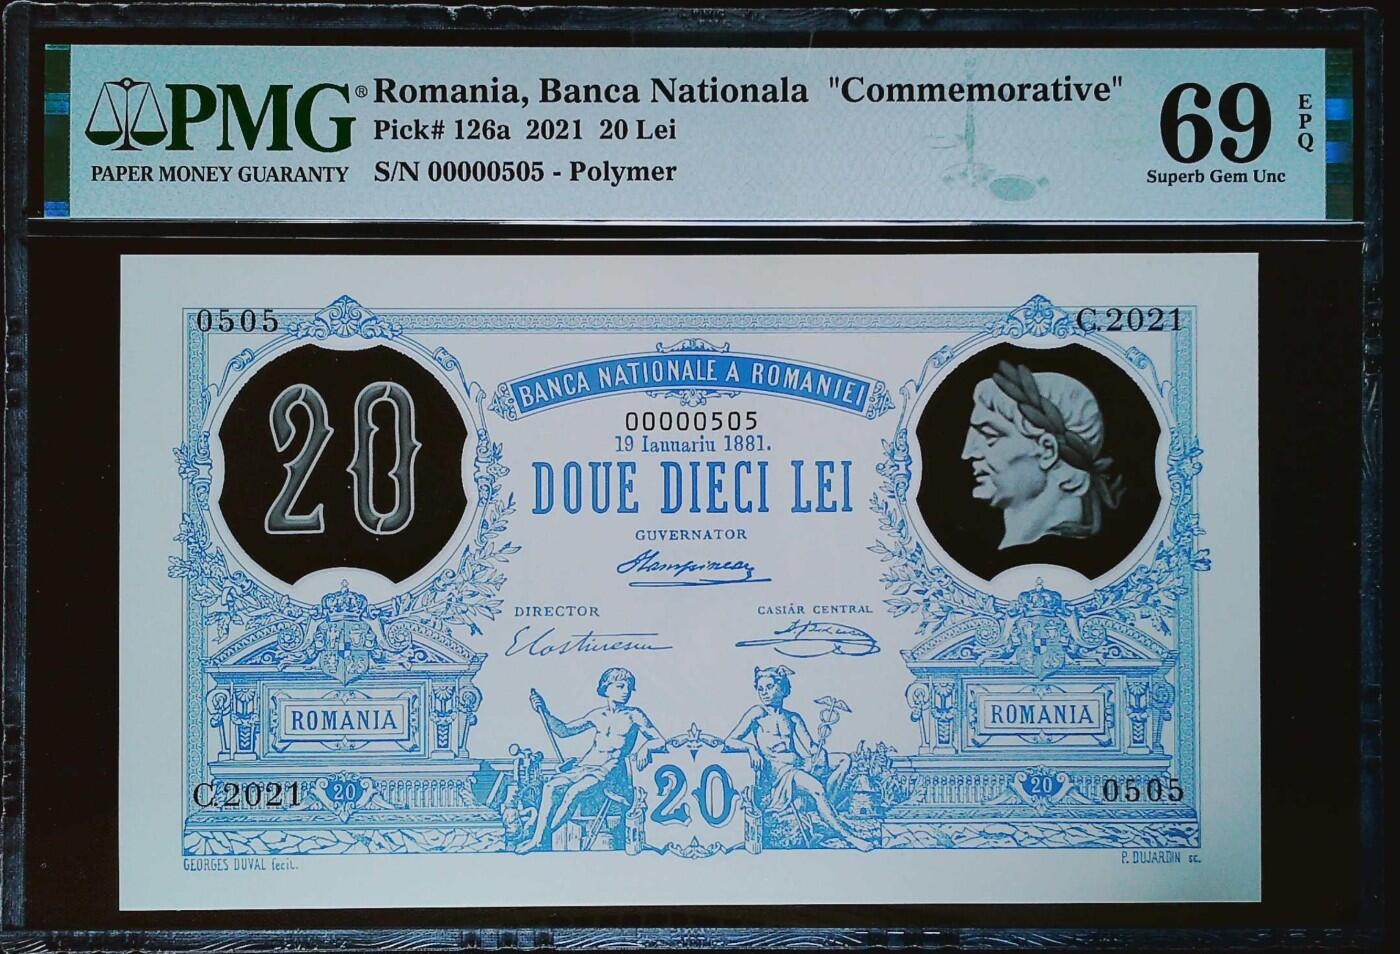 PMG®
PAPER MONEY GUARANTY
Romania, Banca Nationala "Commemorative"
Pick# 126a 2021 20 Lei
S/N 00000505 - Polymer
69
EPQ
Superb Gem Unc
0505
C.2021
20
BANCA NATIONALE A ROMANIEI
00000505
19 Ianuariu 1881.
DOUE DIECI LEI
GUVERNATOR
DIRECTOR
CASIÂR CENTRAL
ROMANIA
ROMANIA
C.2021
20
20
20
0505
GEORGES DUVAL fecit.
P. DUJARDIN sc.